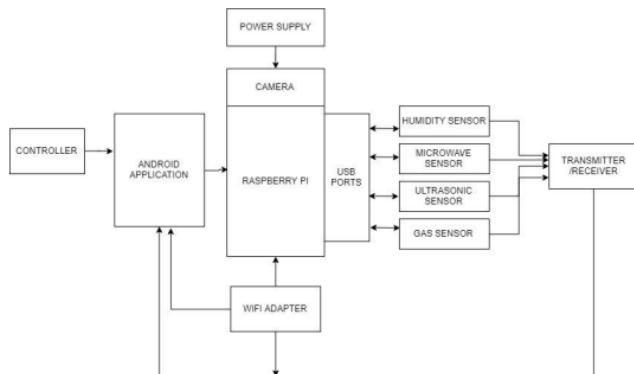 POWER SUPPLY
CAMERA
CONTROLLER
ANDROID
APPLICATION
RASPBERRY PI
USB
PORTS
HUMIDITY SENSOR
MICROWAVE
SENSOR
ULTRASONIC
SENSOR
GAS SENSOR
TRANSMITTER
/RECEIVER
WIFI ADAPTER